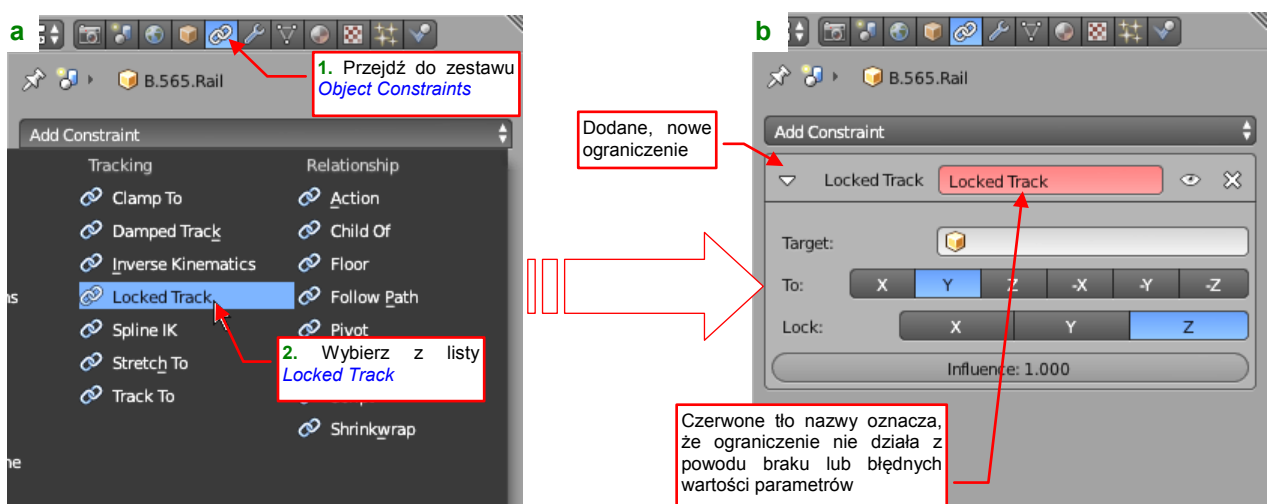 a
1. Przejdź do zestawu
Object Constraints
B.565.Rail
Add Constraint
Tracking
Relationship
Clamp To
Action
Damped Track
Child Of
Inverse Kinematics
Floor
Locked Track
Follow Path
Spline IK
Pivot
Stretch To
Track To
Shrinkwrap
ns
ne
2. Wybierz z listy
Locked Track
b
B.565.Rail
Dodane, nowe
ograniczenie
Add Constraint
Locked Track
Locked Track
Target:
To: X Y Z -X -Y -Z
Lock: X Y Z
Influence: 1.000
Czerwone tło nazwy oznacza,
że ograniczenie nie działa z
powodu braku lub błędnych
wartości parametrów